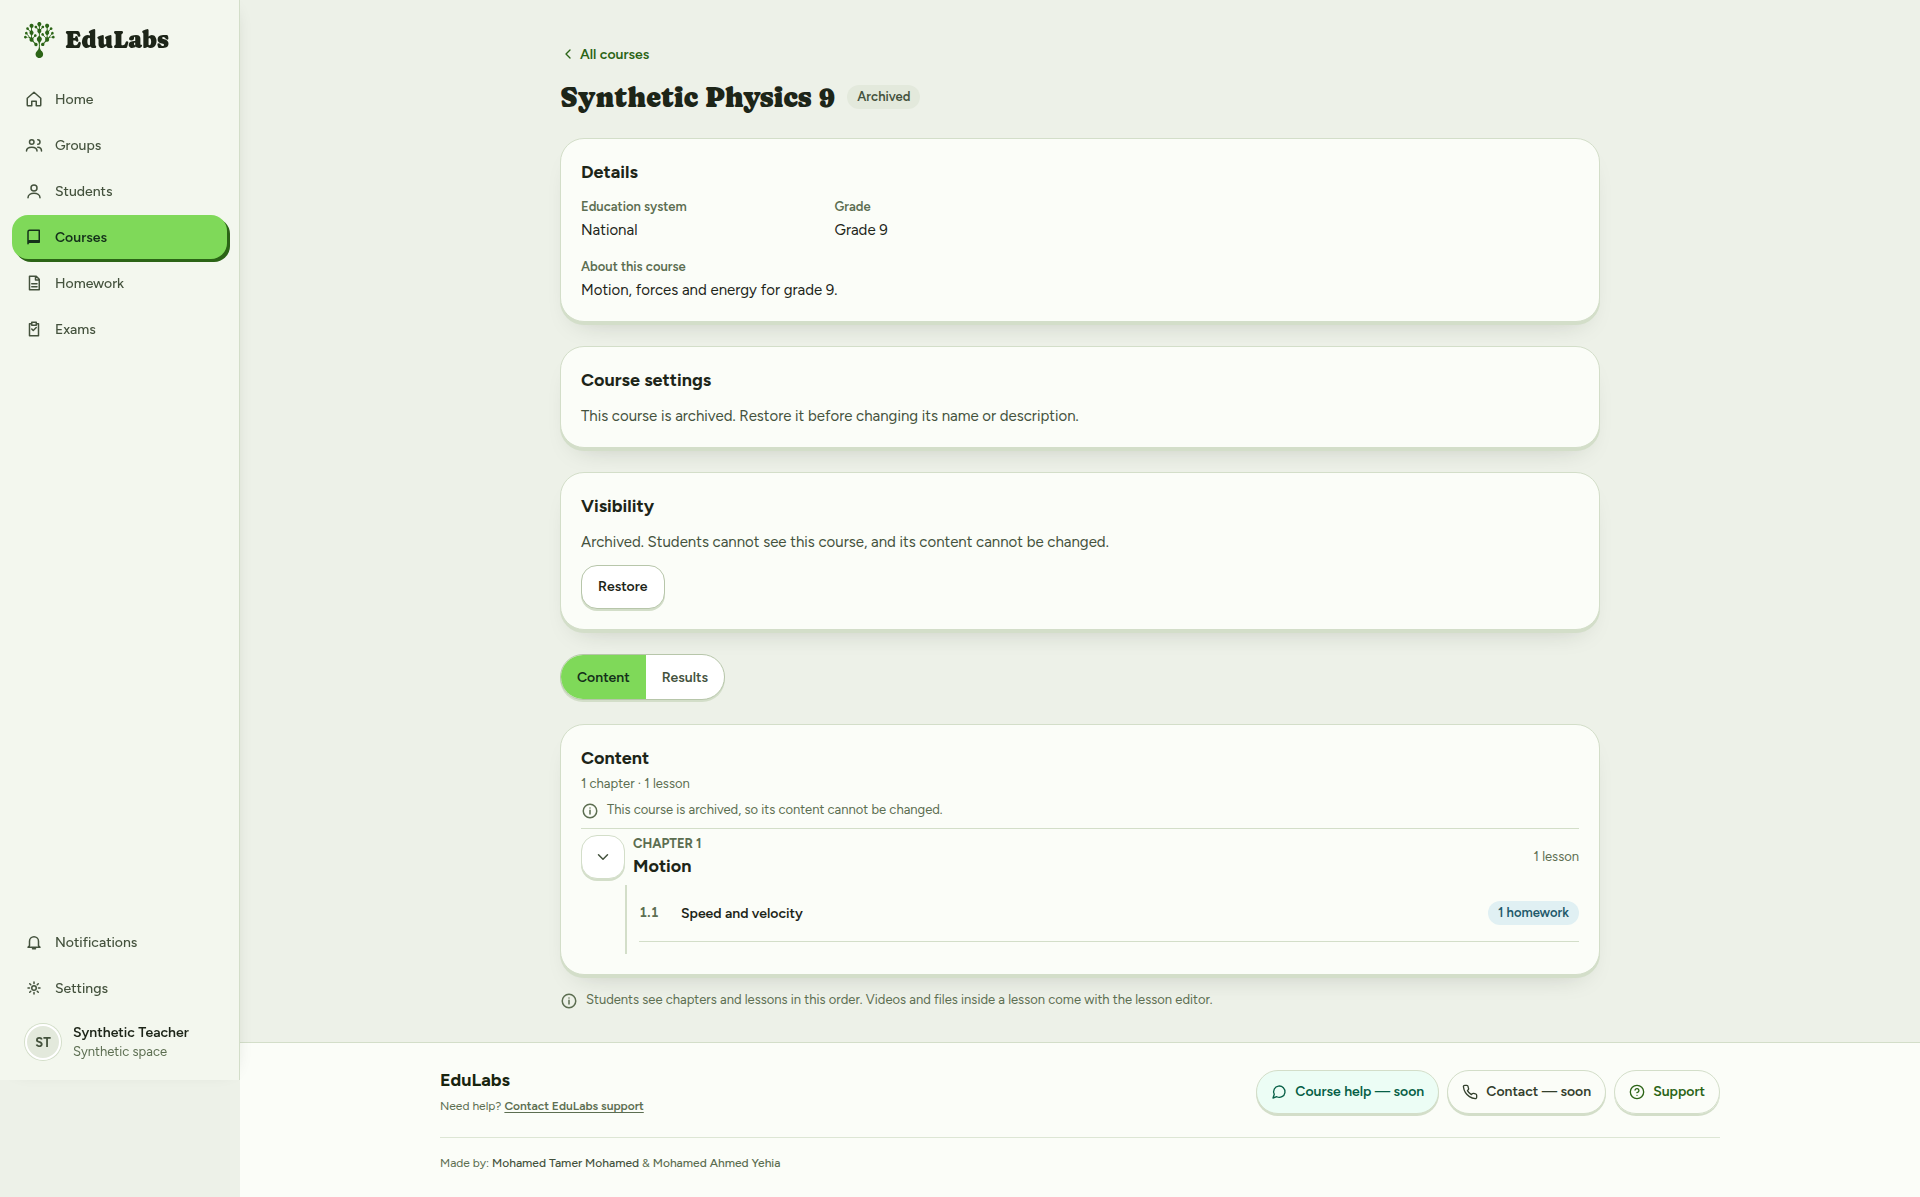 EduLabs
Home
Groups
Students
Courses
Homework
Exams
Notifications
Settings
ST
Synthetic Teacher
Synthetic space
All courses
Synthetic Physics 9 Archived
Details
Education system Grade
National Grade 9
About this course
Motion, forces and energy for grade 9.
Course settings
This course is archived. Restore it before changing its name or description.
Visibility
Archived. Students cannot see this course, and its content cannot be changed.
Restore
Content Results
Content
1 chapter · 1 lesson
This course is archived, so its content cannot be changed.
CHAPTER 1
Motion
1 lesson
1.1 Speed and velocity 1 homework
Students see chapters and lessons in this order. Videos and files inside a lesson come with the lesson editor.
EduLabs
Need help? Contact EduLabs support
Course help — soon Contact — soon Support
Made by: Mohamed Tamer Mohamed & Mohamed Ahmed Yehia